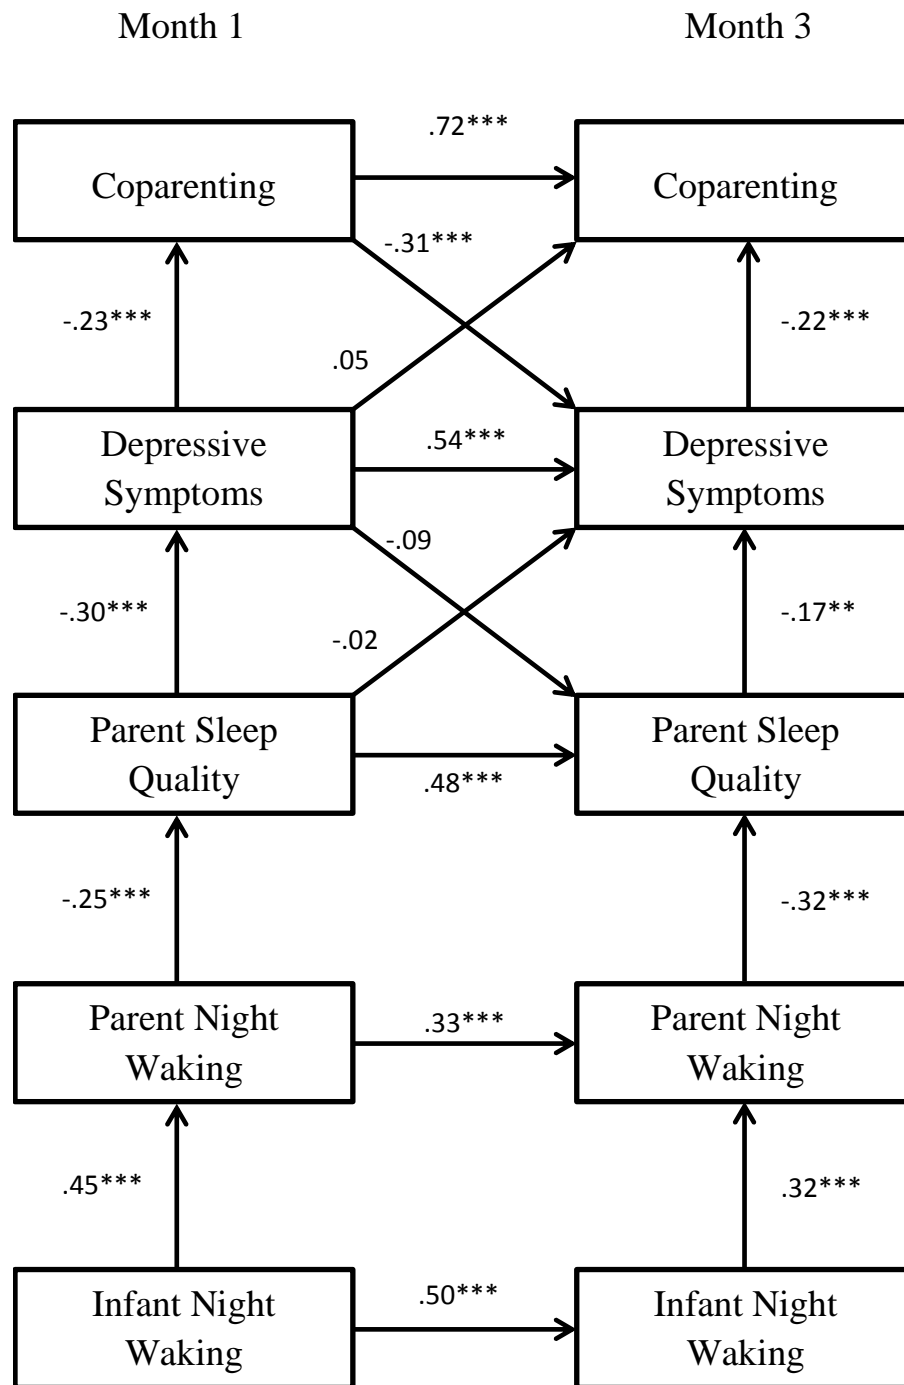 Month 1
Month 3
.72***
Coparenting
Coparenting
-.31***
-.23***
-.22***
.05
Depressive
Symptoms
.54***
Depressive
Symptoms
-.09
-.30***
-.17**
-.02
Parent Sleep
Quality
.48***
Parent Sleep
Quality
-.25***
-.32***
Parent Night
Waking
.33***
Parent Night
Waking
.45***
.32***
Infant Night
Waking
.50***
Infant Night
Waking